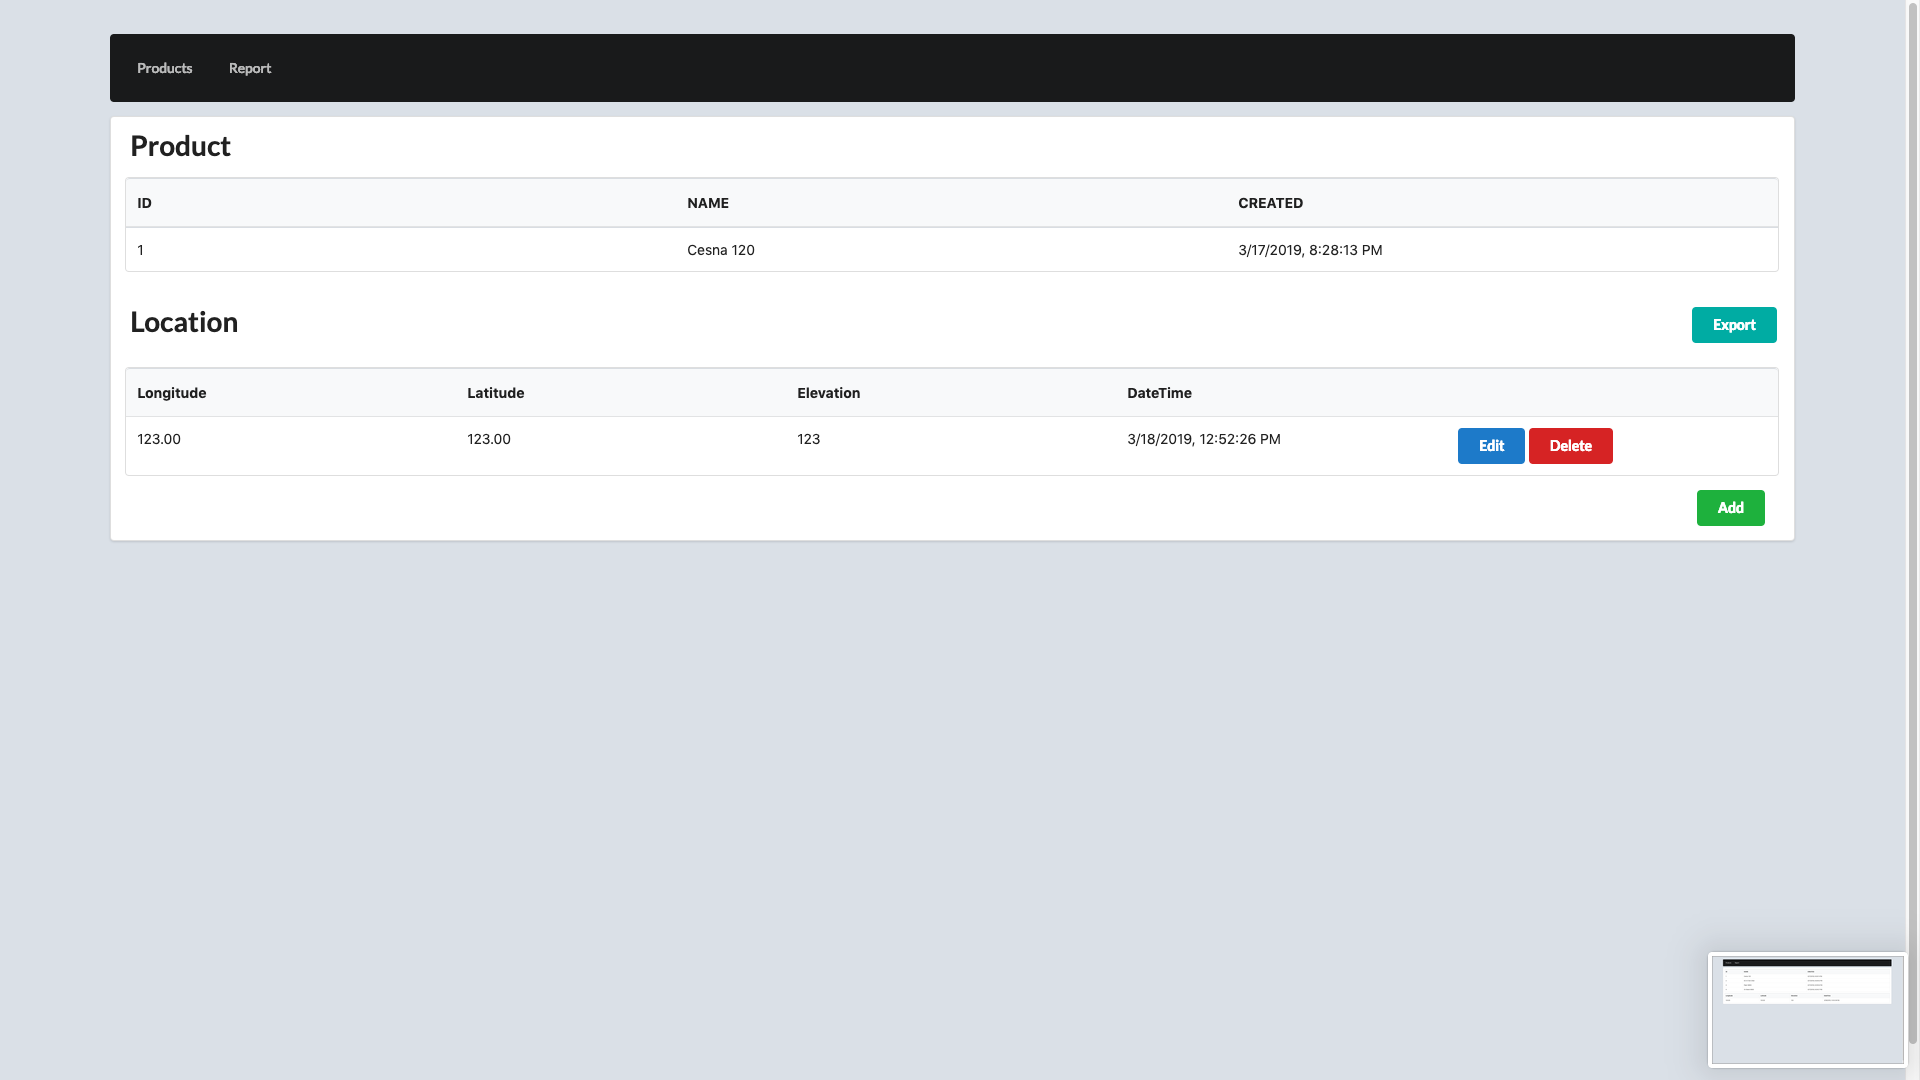 Products Report
Product
ID NAME CREATED
1 Cesna 120 3/17/2019, 8:28:13 PM
Location Export
Longitude Latitude Elevation DateTime
123.00 123.00 123 3/18/2019, 12:52:26 PM Edit Delete
Add